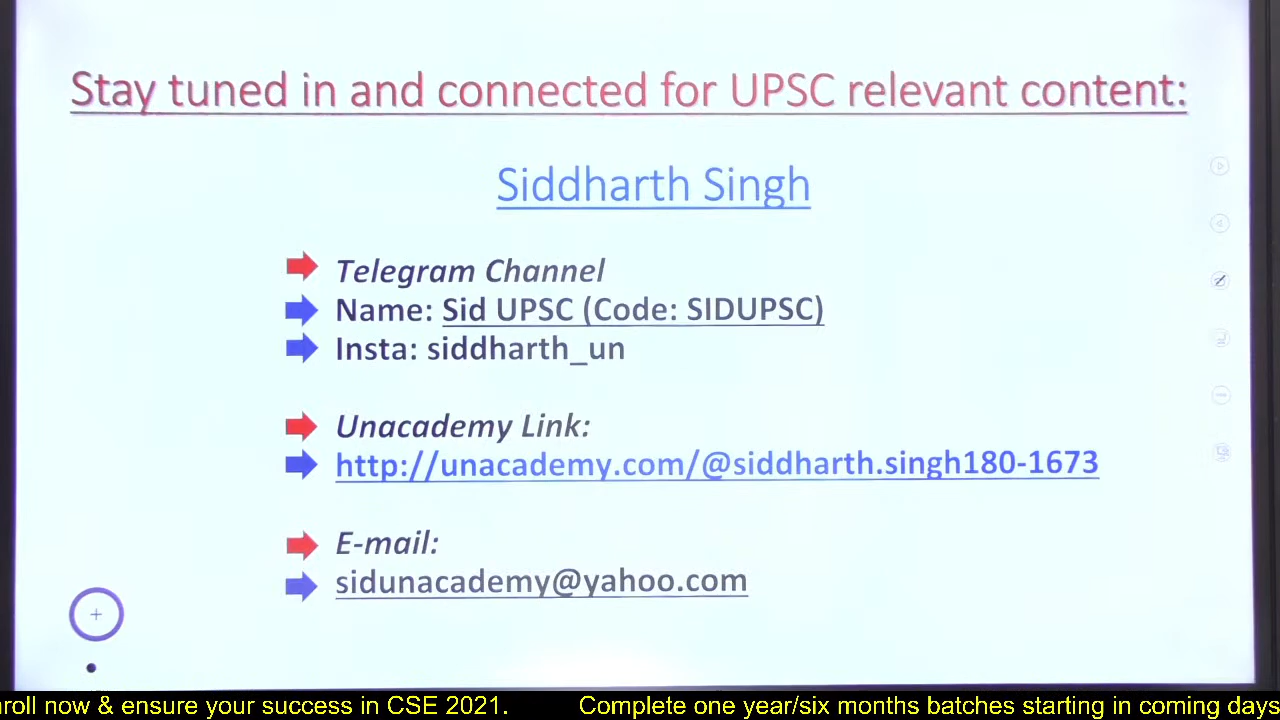 Stay tuned in and connected for UPSC relevant content:
Siddharth Singh
Telegram Channel
Name: Sid UPSC (Code: SIDUPSC)
Insta: siddharth_un
Unacademy Link:
http://unacademy.com/@siddharth.singh180-1673
E-mail:
sidunacademy@yahoo.com
now & ensure your success in CSE 2021. Complete one year/six months batches starting in coming days